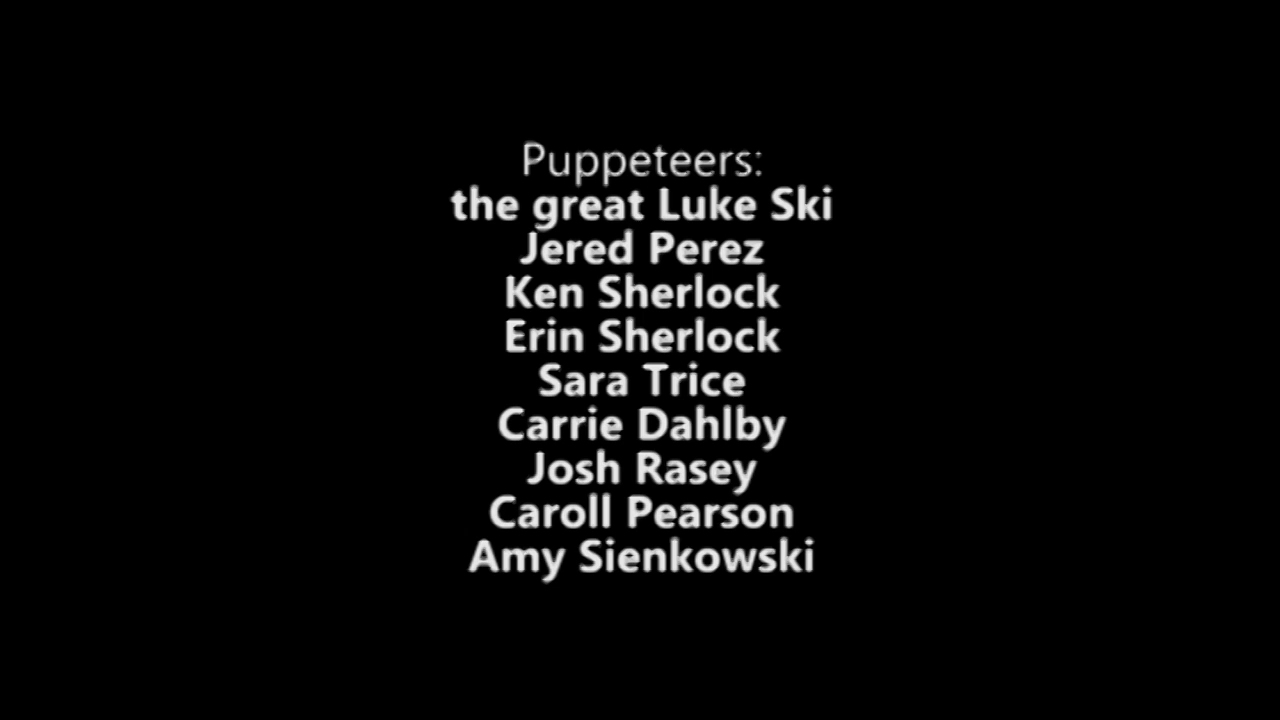 Puppeteers:
the great Luke Ski
Jered Perez
Ken Sherlock
Erin Sherlock
Sara Trice
Carrie Dahlby
Josh Rasey
Caroll Pearson
Amy Sienkowski